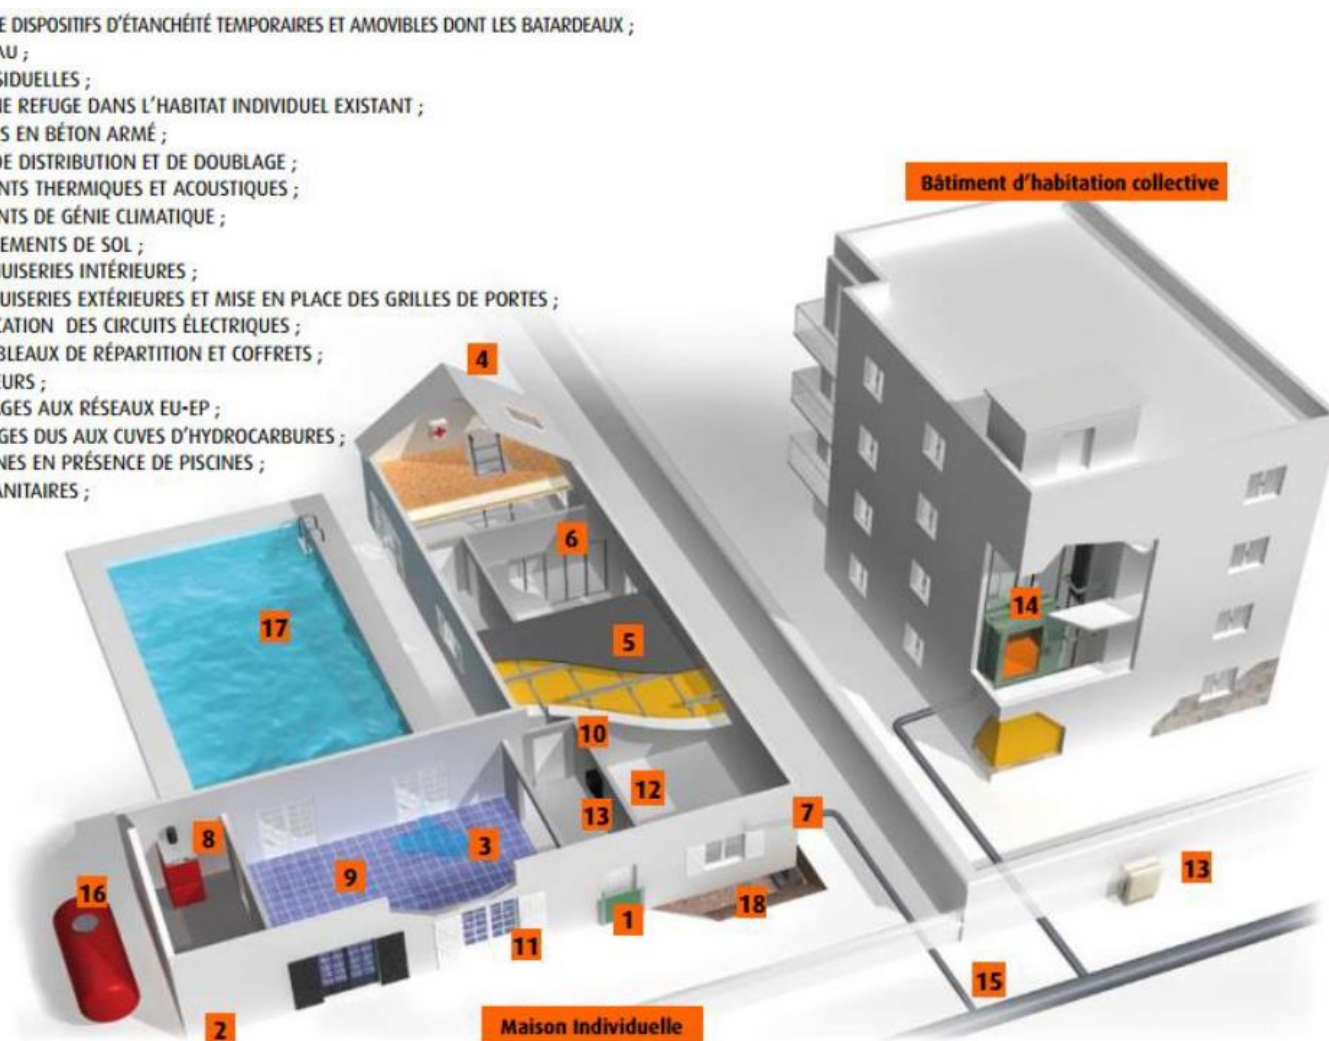 E DISPOSITIFS D'ÉTANCHÉITÉ TEMPORAIRES ET AMOVIBLES DONT LES BATARDEAUX ;
AU ;
SIDUELLES ;
NE REFUGE DANS L'HABITAT INDIVIDUEL EXISTANT ;
S EN BÉTON ARMÉ ;
DE DISTRIBUTION ET DE DOUBLAGE ;
NTS THERMIQUES ET ACOUSTIQUES ;
NTS DE GÉNIE CLIMATIQUE ;
EMENTS DE SOL ;
UISERIES INTÉRIEURES ;
UISERIES EXTÉRIEURES ET MISE EN PLACE DES GRILLES DE PORTES ;
CATION DES CIRCUITS ÉLECTRIQUES ;
BLEAUX DE RÉPARTITION ET COFFRETS ;
EURS ;
AGES AUX RÉSEAUX EU-EP ;
GES DUS AUX CUVES D'HYDROCARBURES ;
NES EN PRÉSENCE DE PISCINES ;
ANITAIRES ;
Bâtiment d'habitation collective
4
6
17
5
14
10
12
13
7
8
3
9
16
1
18
11
13
15
2
Maison Individuelle